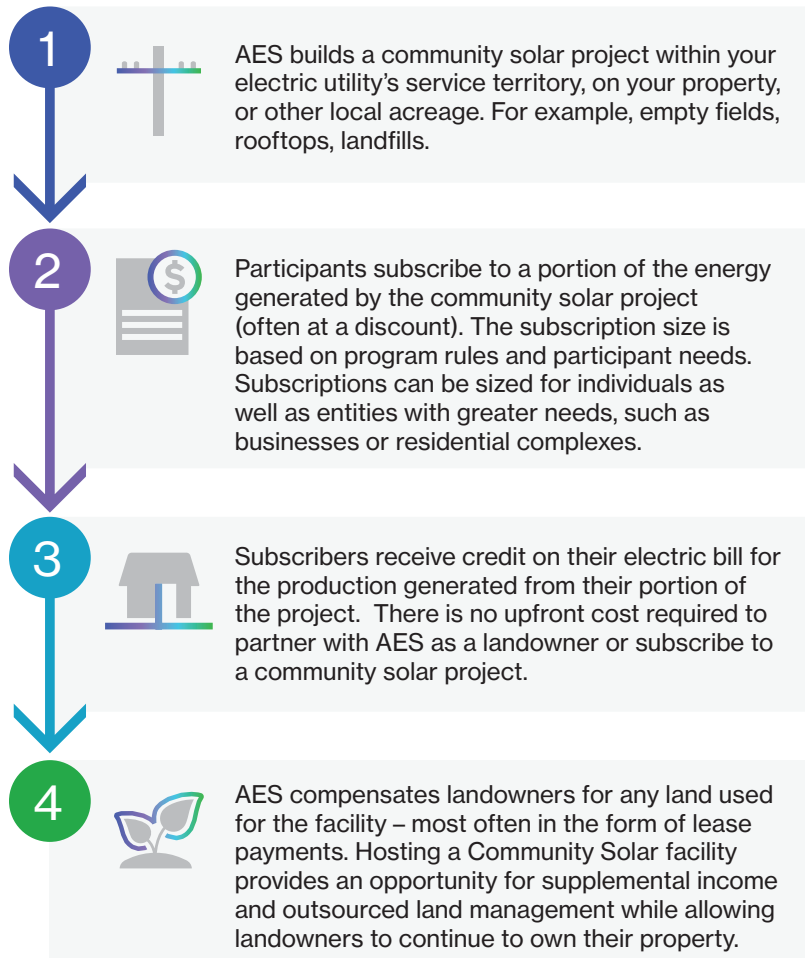 1
AES builds a community solar project within your
electric utility’s service territory, on your property,
or other local acreage. For example, empty fields,
rooftops, landfills.
2
$
Participants subscribe to a portion of the energy
generated by the community solar project
(often at a discount). The subscription size is
based on program rules and participant needs.
Subscriptions can be sized for individuals as
well as entities with greater needs, such as
businesses or residential complexes.
3
Subscribers receive credit on their electric bill for
the production generated from their portion of
the project.  There is no upfront cost required to
partner with AES as a landowner or subscribe to
a community solar project.
4
AES compensates landowners for any land used
for the facility – most often in the form of lease
payments. Hosting a Community Solar facility
provides an opportunity for supplemental income
and outsourced land management while allowing
landowners to continue to own their property.